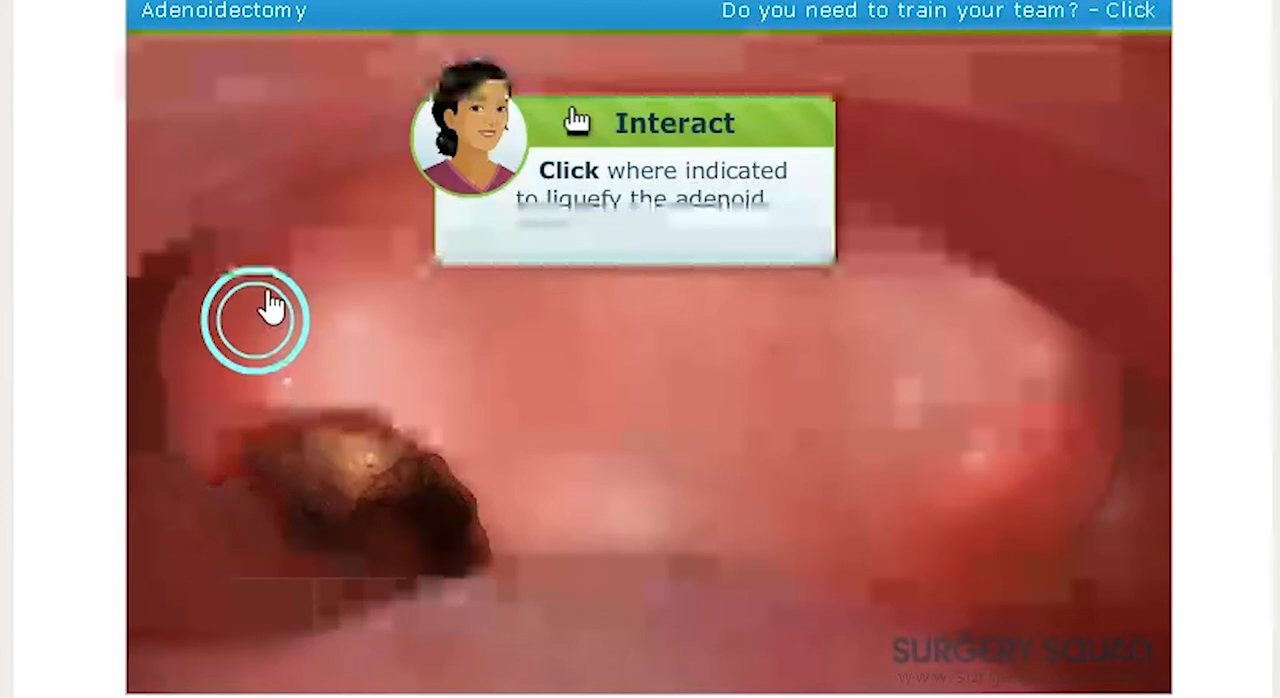 Adenoidectomy
Do you need to train your team? - Click
Interact
Click where indicated
to liquefy the adenoid
SURGERY SQUAD